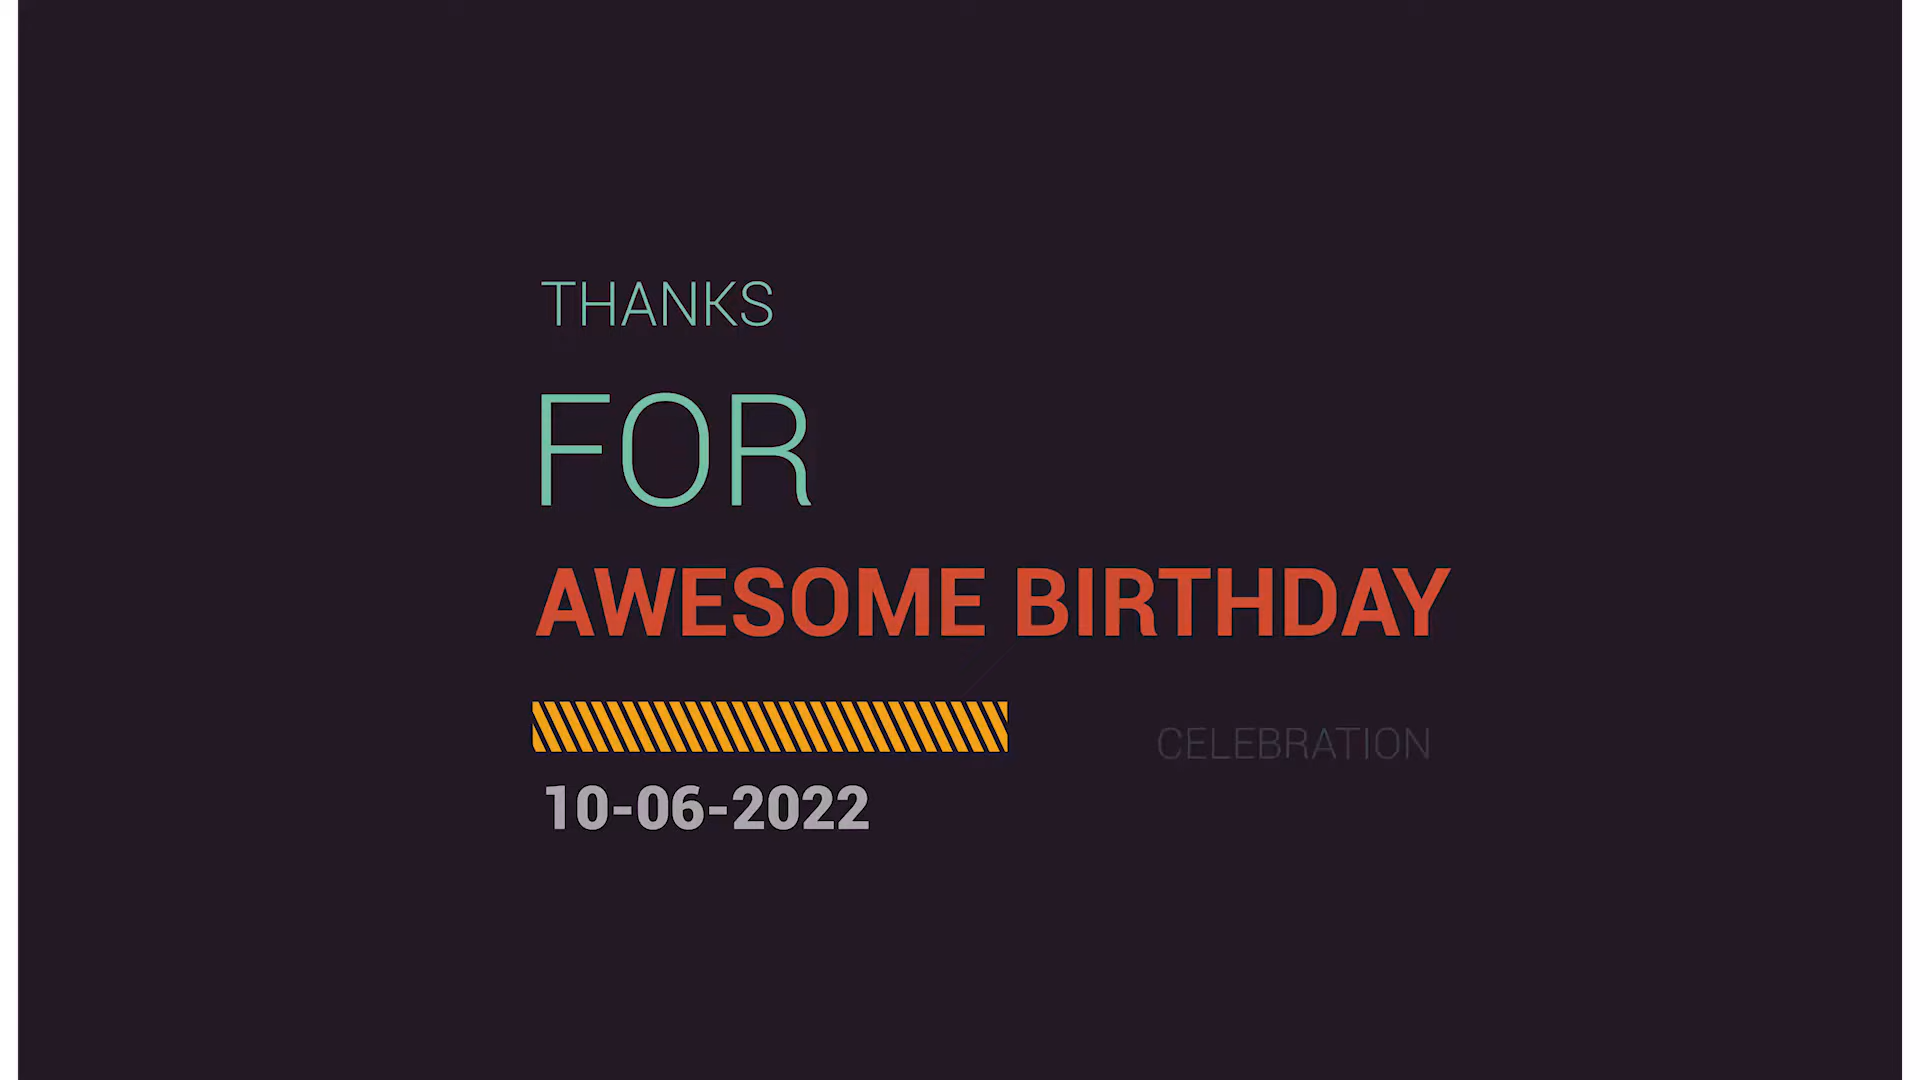 THANKS
FOR
AWESOME BIRTHDAY
CELEBRATION
10-06-2022